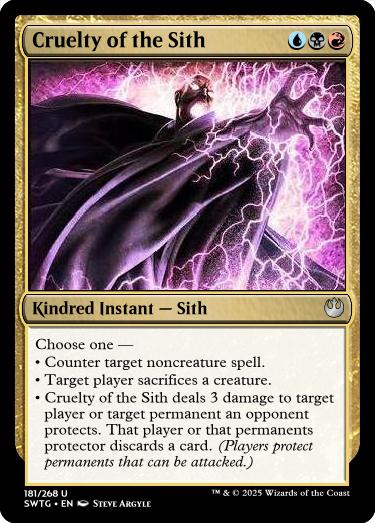 Cruelty of the Sith
Kindred Instant — Sith
Choose one —
• Counter target noncreature spell.
• Target player sacrifices a creature.
• Cruelty of the Sith deals 3 damage to target
player or target permanent an opponent
protects. That player or that permanents
protector discards a card. (Players protect
permanents that can be attacked.)
181/268 U
SWTG • EN Steve Argyle
™ & © 2025 Wizards of the Coast